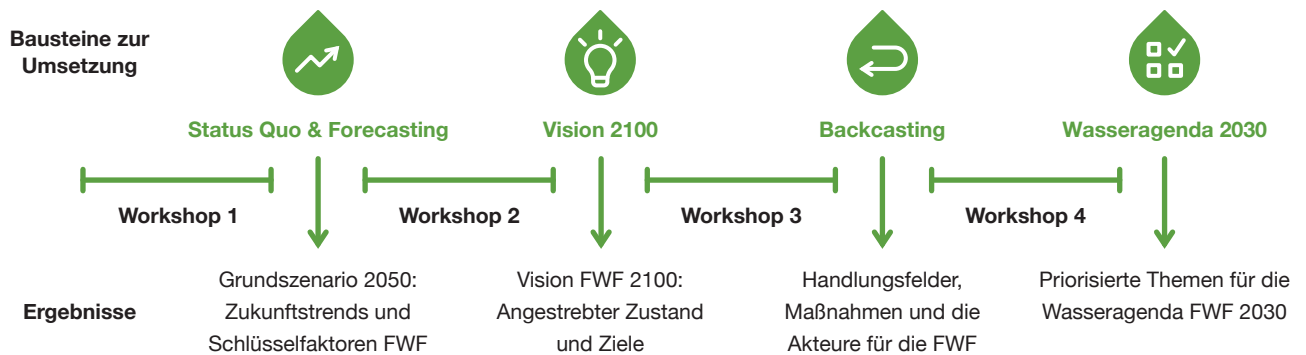 Bausteine zur
Umsetzung
Status Quo & Forecasting
Vision 2100
Backcasting
Wasseragenda 2030
Workshop 1
Workshop 2
Workshop 3
Workshop 4
Ergebnisse
Grundszenario 2050:
Zukunftstrends und
Schlüsselfaktoren FWF
Vision FWF 2100:
Angestrebter Zustand
und Ziele
Handlungsfelder,
Maßnahmen und die
Akteure für die FWF
Priorisierte Themen für die
Wasseragenda FWF 2030